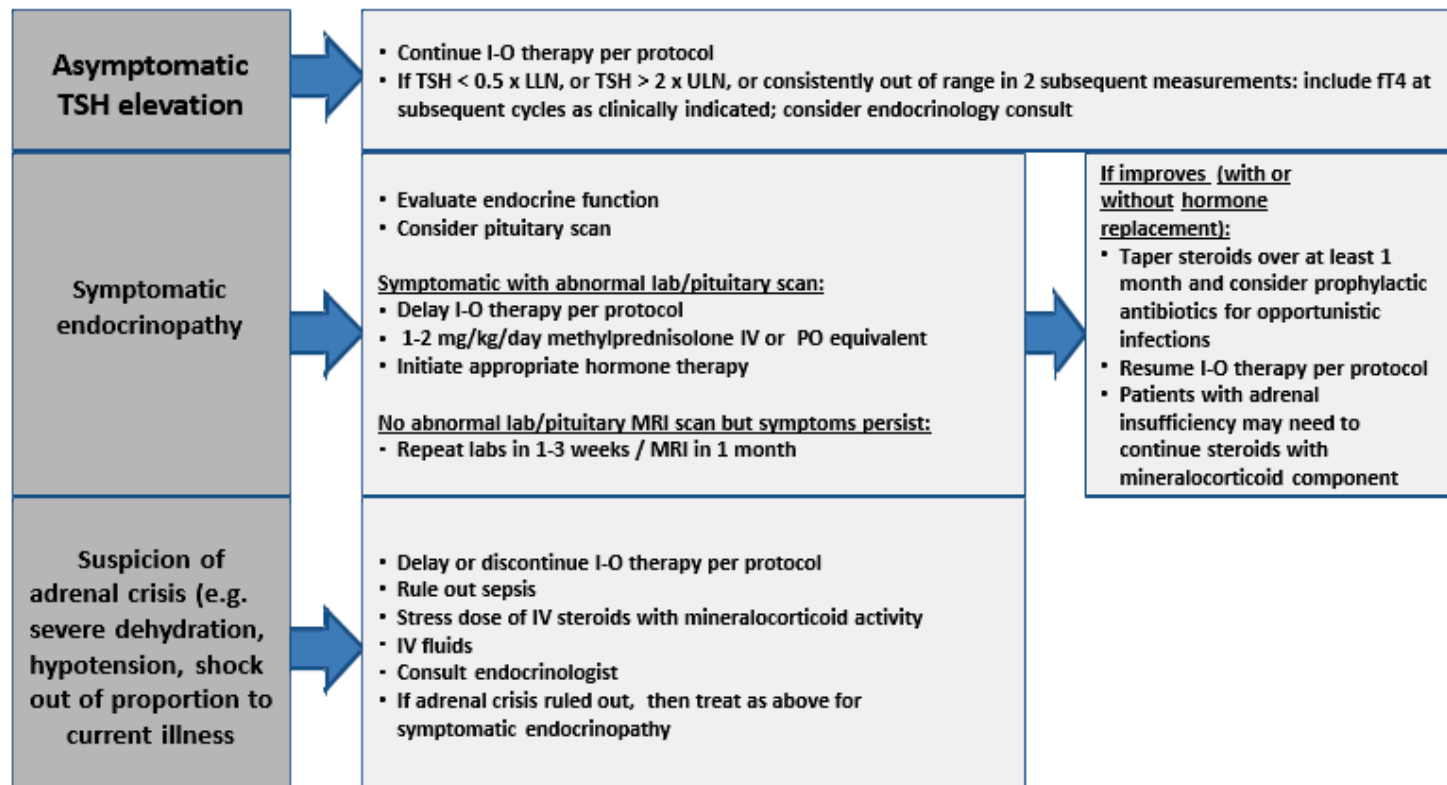 Asymptomatic
TSH elevation
▪ Continue I-O therapy per protocol
▪ If TSH < 0.5 x LLN, or TSH > 2 x ULN, or consistently out of range in 2 subsequent measurements: include fT4 at
subsequent cycles as clinically indicated; consider endocrinology consult
Symptomatic
endocrinopathy
▪ Evaluate endocrine function
▪ Consider pituitary scan
Symptomatic with abnormal lab/pituitary scan:
▪ Delay I-O therapy per protocol
▪ 1-2 mg/kg/day methylprednisolone IV or PO equivalent
▪ Initiate appropriate hormone therapy
No abnormal lab/pituitary MRI scan but symptoms persist:
▪ Repeat labs in 1-3 weeks / MRI in 1 month
If improves (with or
without hormone
replacement):
▪ Taper steroids over at least 1
month and consider prophylactic
antibiotics for opportunistic
infections
▪ Resume I-O therapy per protocol
▪ Patients with adrenal
insufficiency may need to
continue steroids with
mineralocorticoid component
Suspicion of
adrenal crisis (e.g.
severe dehydration,
hypotension, shock
out of proportion to
current illness
▪ Delay or discontinue I-O therapy per protocol
▪ Rule out sepsis
▪ Stress dose of IV steroids with mineralocorticoid activity
▪ IV fluids
▪ Consult endocrinologist
▪ If adrenal crisis ruled out, then treat as above for
symptomatic endocrinopathy